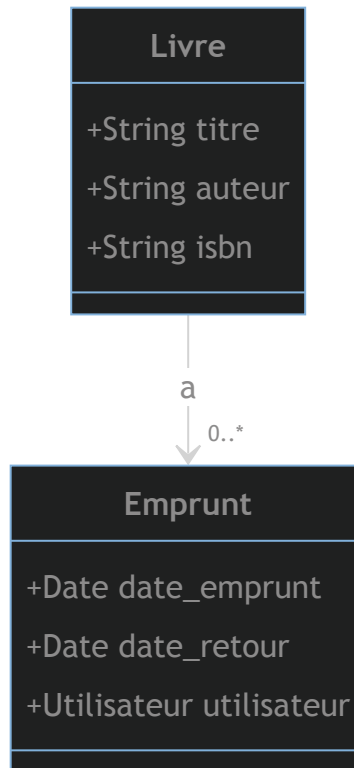 Livre
+String titre
+String auteur
+String isbn
a
0..*
Emprunt
+Date date_emprunt
+Date date_retour
+Utilisateur utilisateur